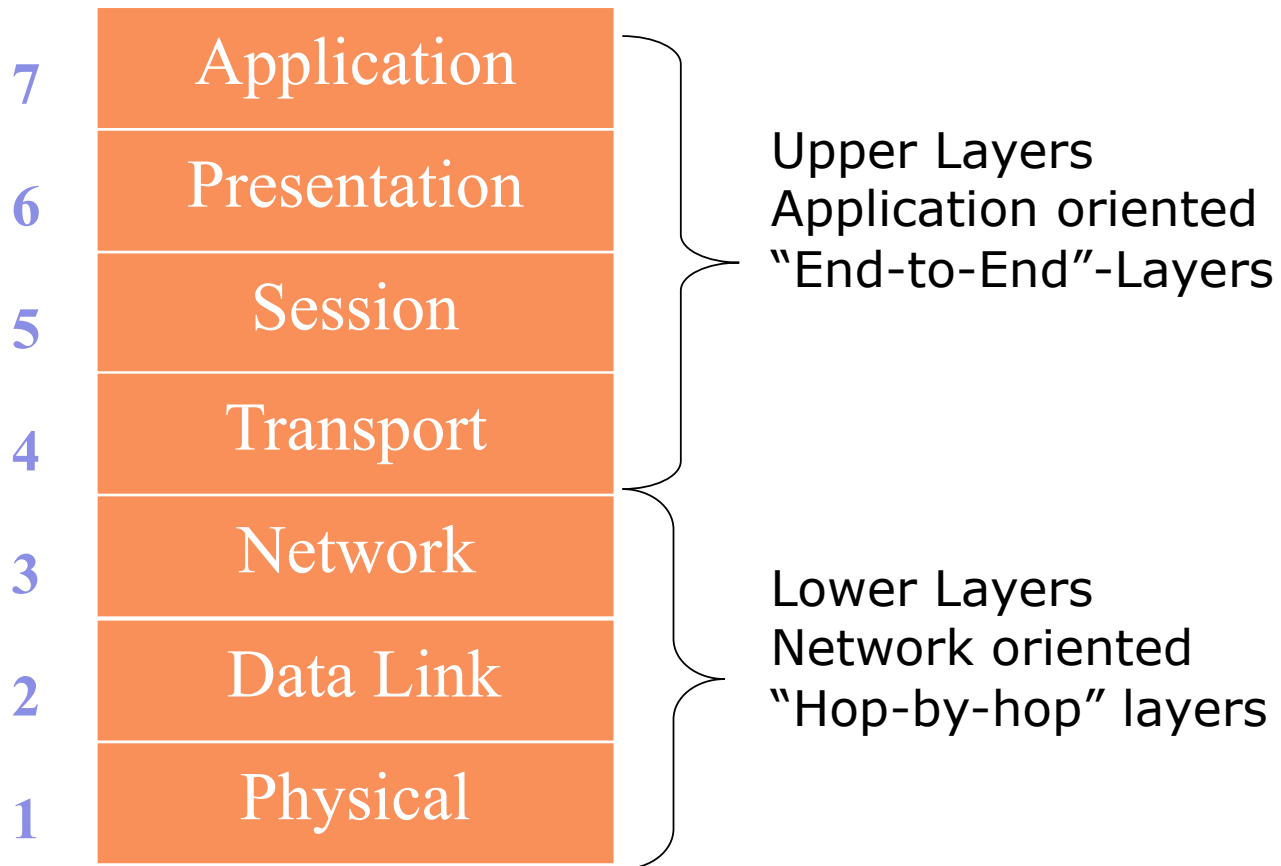 7
Application
6
Presentation
5
Session
4
Transport
3
Network
2
Data Link
1
Physical
Upper Layers
Application oriented
“End-to-End”-Layers
Lower Layers
Network oriented
“Hop-by-hop” layers